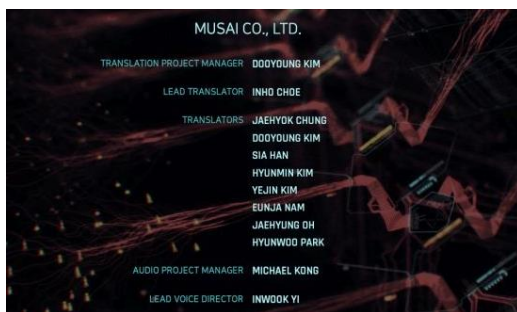 MUSAI CO., LTD.
TRANSLATION PROJECT MANAGER DOOYOUNG KIM
LEAD TRANSLATOR INHO CHOE
TRANSLATORS JAEHYOK CHUNG
DOOYOUNG KIM
SIA HAN
HYUNMIN KIM
YEJIN KIM
EUNJA NAM
JAEHYUNG OH
HYUNWOO PARK
AUDIO PROJECT MANAGER MICHAEL KONG
LEAD VOICE DIRECTOR INWOOK YI